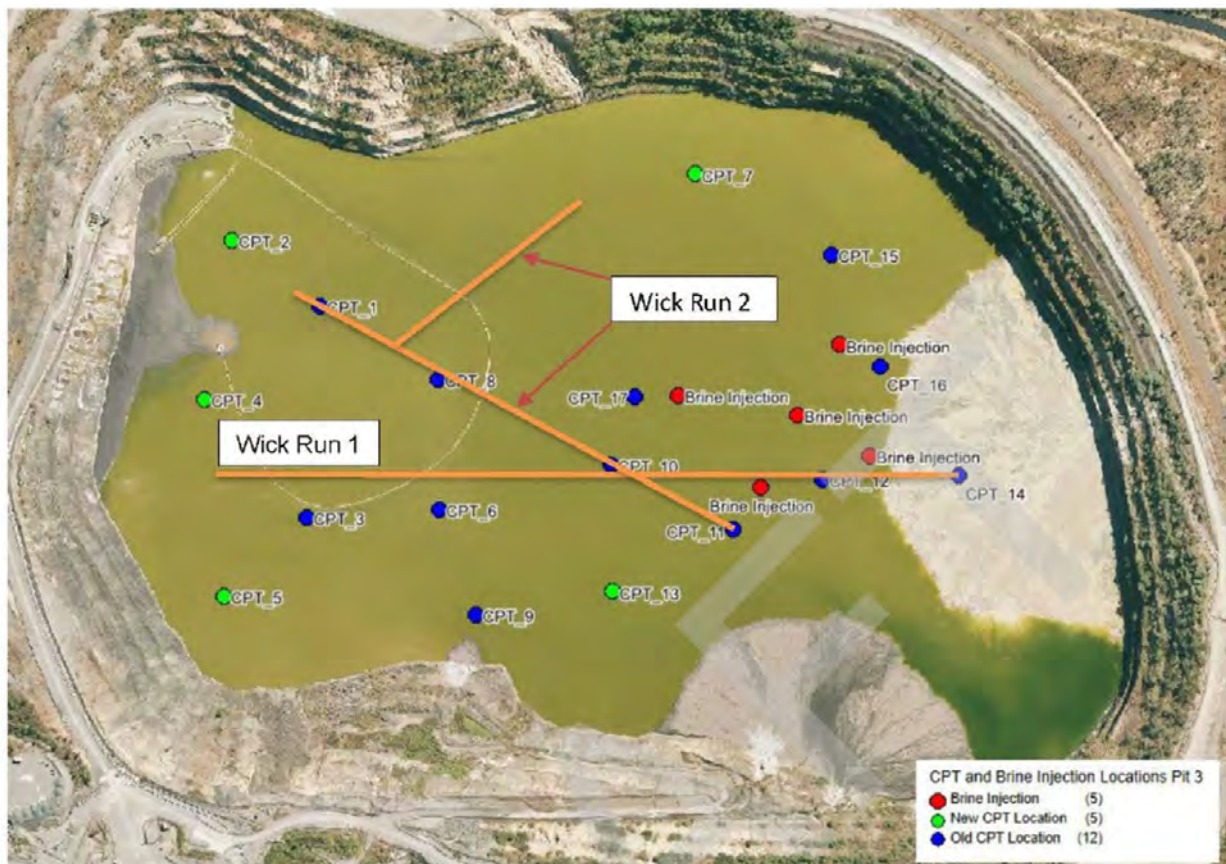 CPT_7
CPT_2
CPT_15
Wick Run 2
CPT_1
Brine Injection
CPT_16
CPT_8
CPT_17
Brine Injection
CPT_4
Brine Injection
Wick Run 1
Brine Injection
CPT_10
CPT_12
CPT_14
Brine Injection
CPT_3
CPT_6
CPT_11
CPT_5
CPT_13
CPT_9
CPT and Brine Injection Locations Pit 3
Brine Injection (5)
New CPT Location (5)
Old CPT Location (12)